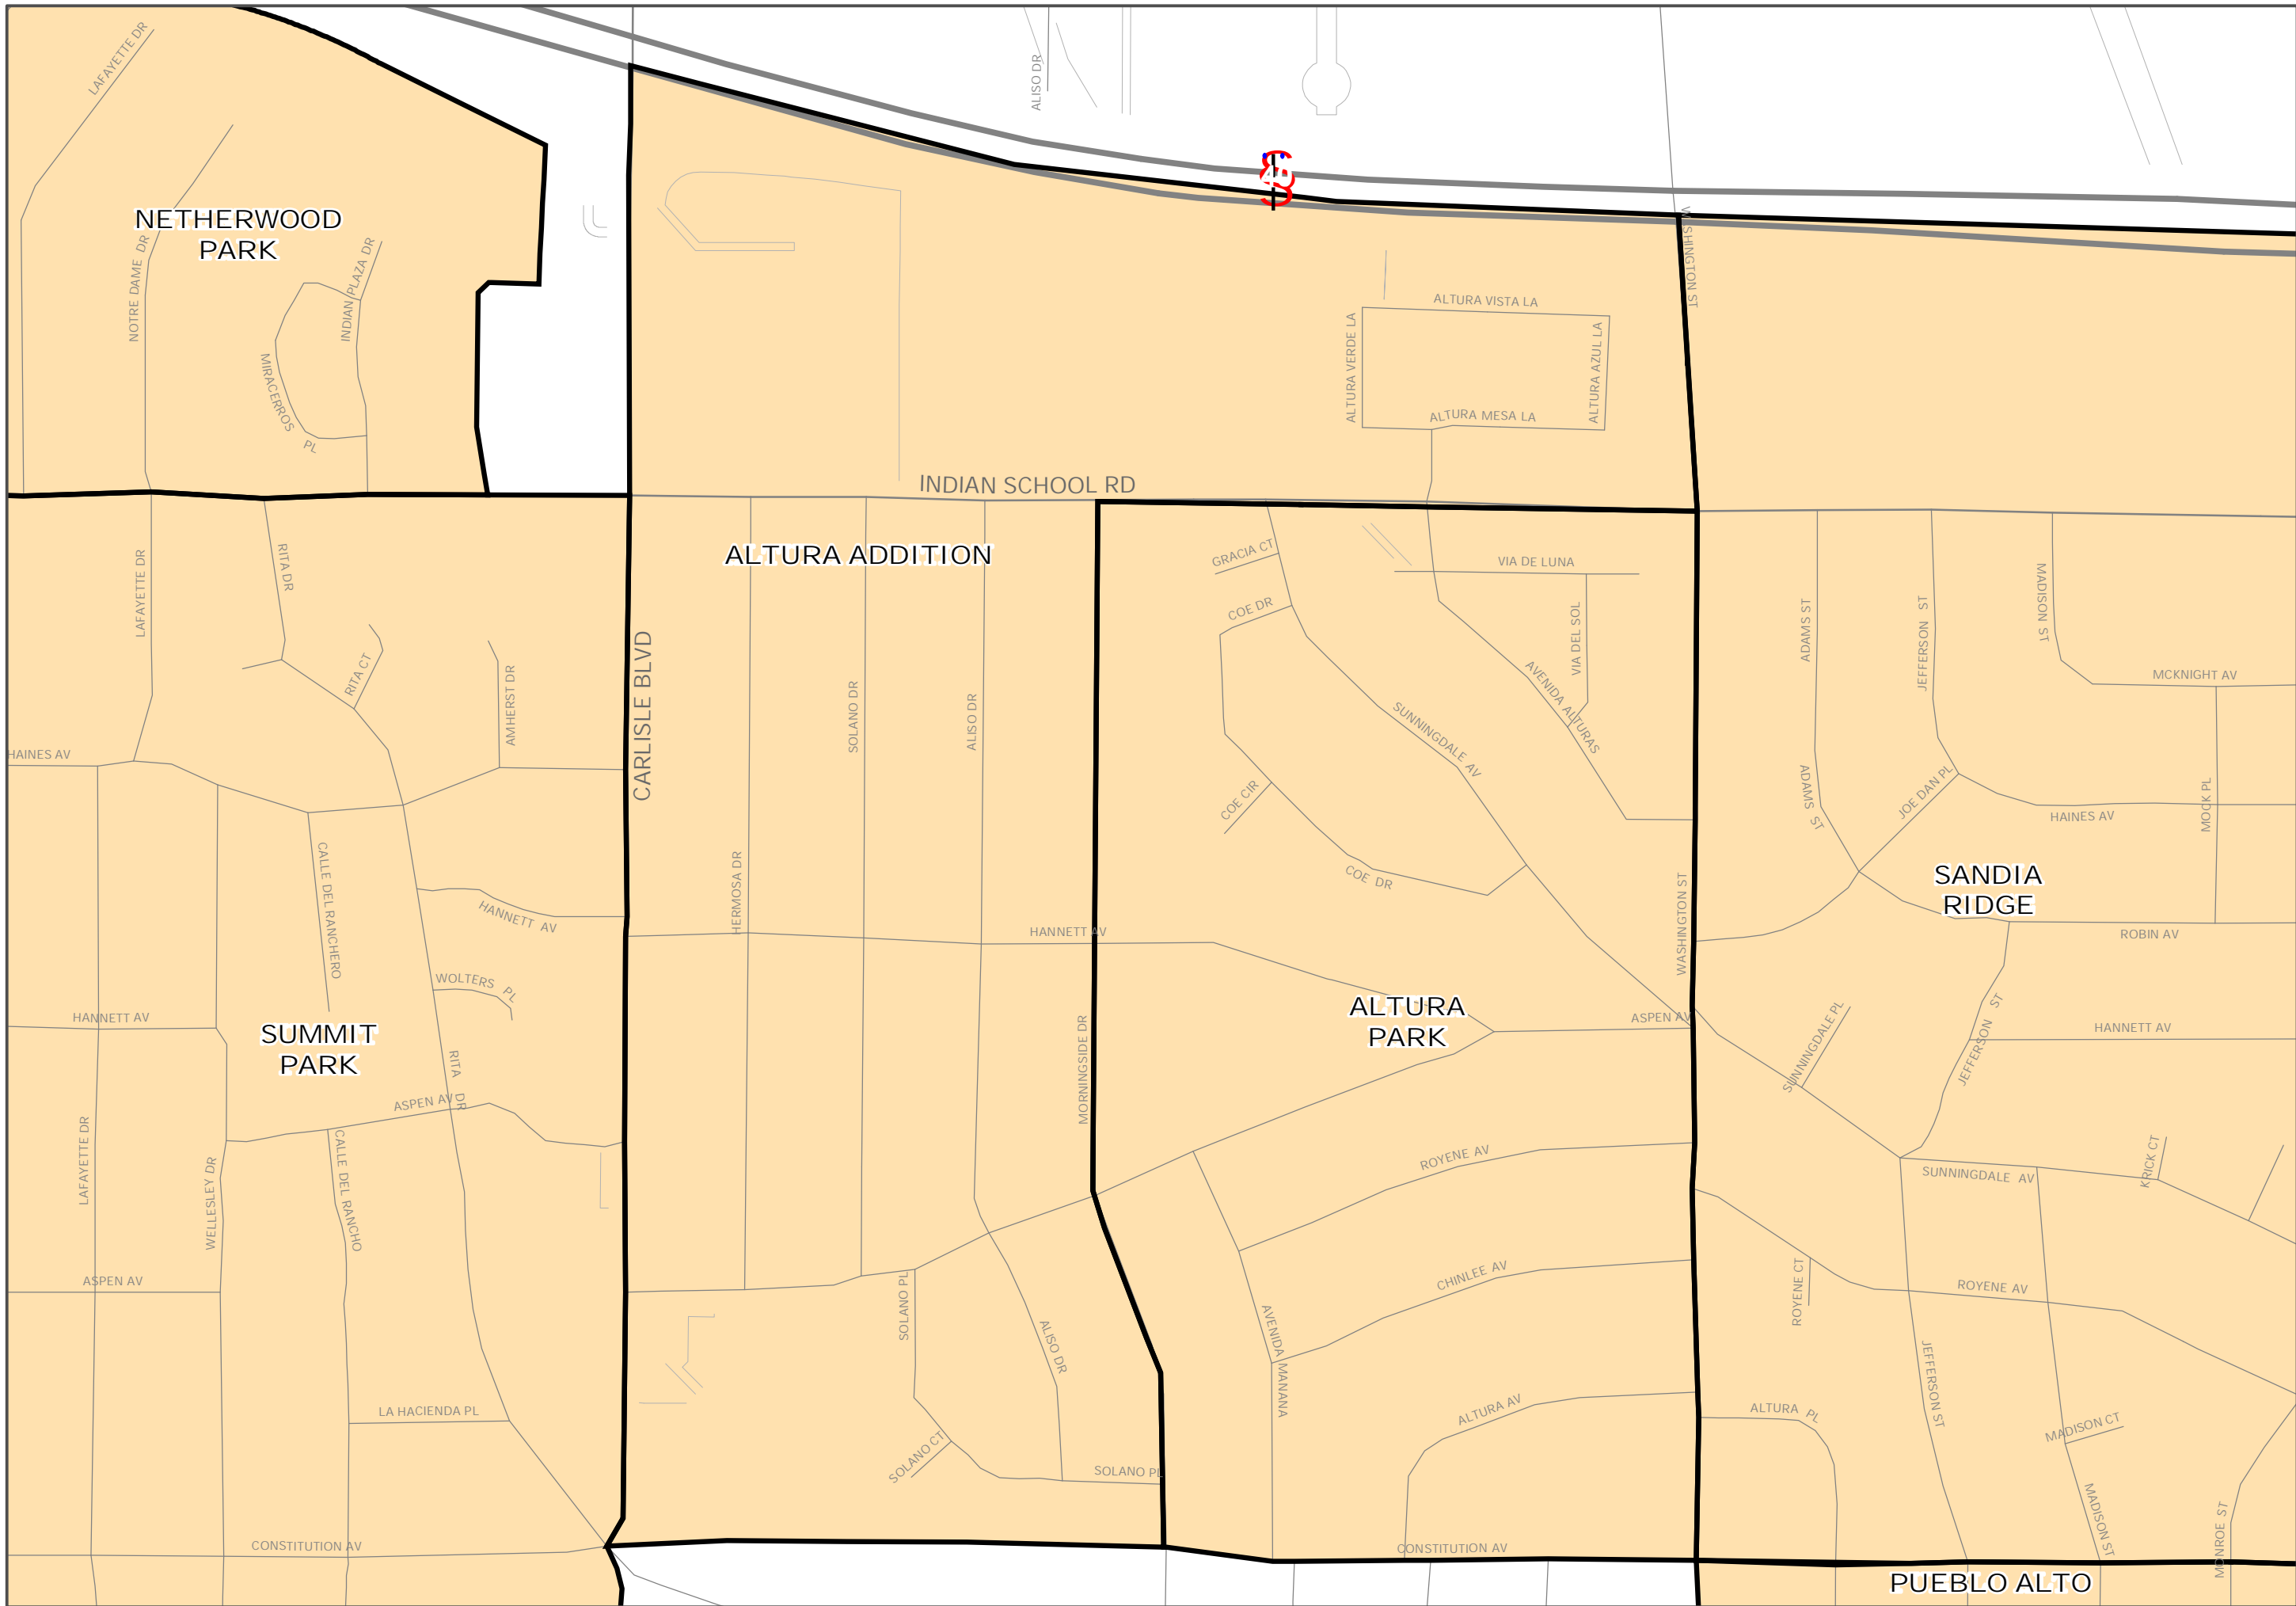 LAFAYETTE DR
ALISO DR
NETHERWOOD
PARK
NOTRE DAME DR
INDIAN PLAZA DR
MIRACERROS PL
WASHINGTON ST
ALTURA VISTA LA
ALTURA VERDE LA
ALTURA AZUL LA
ALTURA MESA LA
INDIAN SCHOOL RD
ALTURA ADDITION
LAFAYETTE DR
RITA DR
RITA CT
AMHERST DR
CARLISLE BLVD
SOLANO DR
ALISO DR
GRACIA CT
COE DR
VIA DE LUNA
VIA DEL SOL
AVENIDA ALTURAS
SUNNINGDALE AV
ADAMS ST
JEFFERSON ST
MADISON ST
MCKNIGHT AV
HAINES AV
COE CIR
ADAMS ST
JOE DAN PL
HAINES AV
MOCK PL
CALLE DEL RANCHERO
HERMOSA DR
COE DR
WASHINGTON ST
SANDIA
RIDGE
HANNETT AV
HANNETT AV
ROBIN AV
WOLTERS PL
HANNETT AV
SUMMIT
PARK
RITA DR
MORNINGSIDE DR
ALTURA
PARK
ASPEN AV
SUNNINGDALE PL
JEFFERSON ST
HANNETT AV
LAFAYETTE DR
ASPEN AV
WELLESLEY DR
CALLE DEL RANCHO
ROYENE AV
SUNNINGDALE AV
KRICK CT
ASPEN AV
SOLANO PL
ALISO DR
AVENIDA MANANA
CHINLEE AV
ROYENE CT
ROYENE AV
LA HACIENDA PL
ALTURA AV
ALTURA PL
JEFFERSON ST
MADISON CT
SOLANO CT
SOLANO PL
MADISON ST
MONROE ST
CONSTITUTION AV
CONSTITUTION AV
PUEBLO ALTO